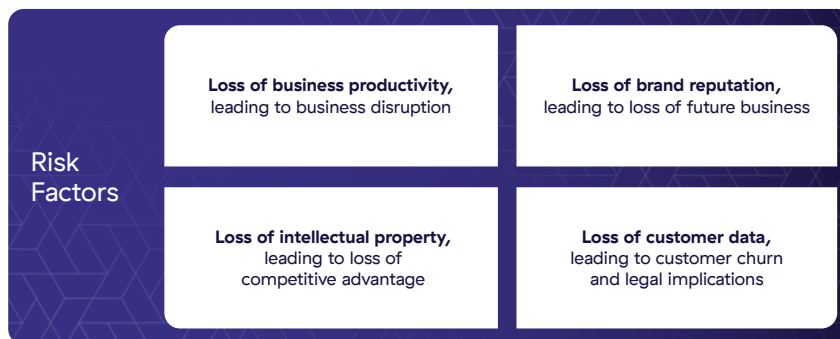 Risk
Factors
Loss of business productivity,
leading to business disruption
Loss of brand reputation,
leading to loss of future business
Loss of intellectual property,
leading to loss of
competitive advantage
Loss of customer data,
leading to customer churn
and legal implications